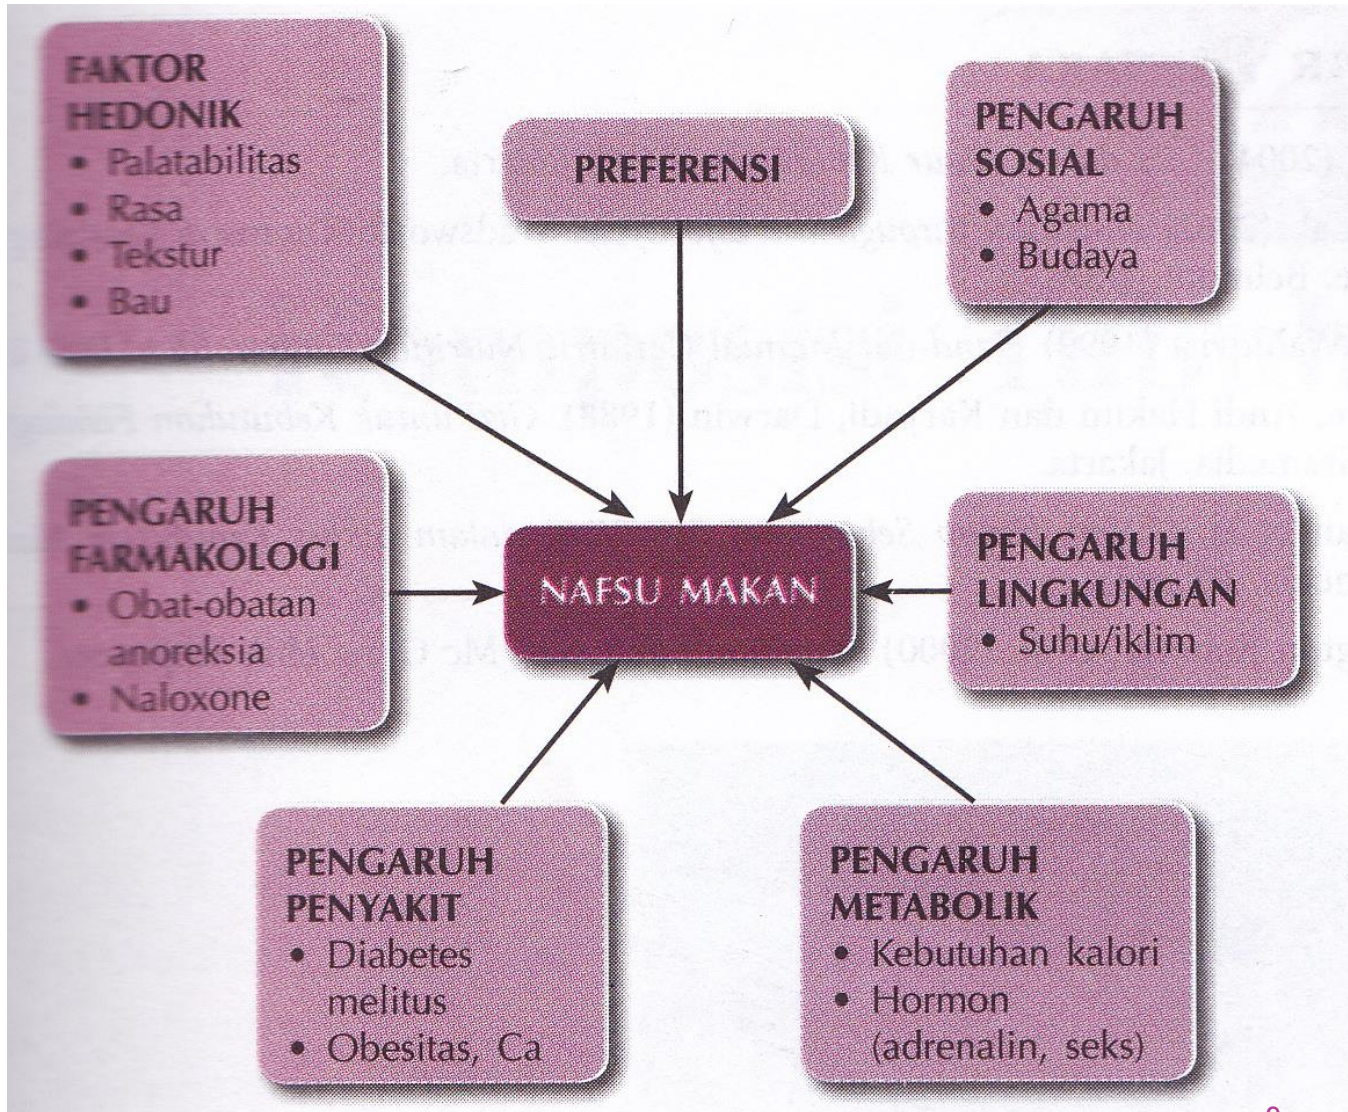 FAKTOR
HEDONIK
• Palatabilitas
• Rasa
• Tekstur
• Bau
PREFERENSI
PENGARUH
SOSIAL
• Agama
• Budaya
PENGARUH
FARMAKOLOGI
• Obat-obatan
anoreksia
• Naloxone
NAFSU MAKAN
PENGARUH
LINGKUNGAN
• Suhu/iklim
PENGARUH
PENYAKIT
• Diabetes
melitus
• Obesitas, Ca
PENGARUH
METABOLIK
• Kebutuhan kalori
• Hormon
(adrenalin, seks)